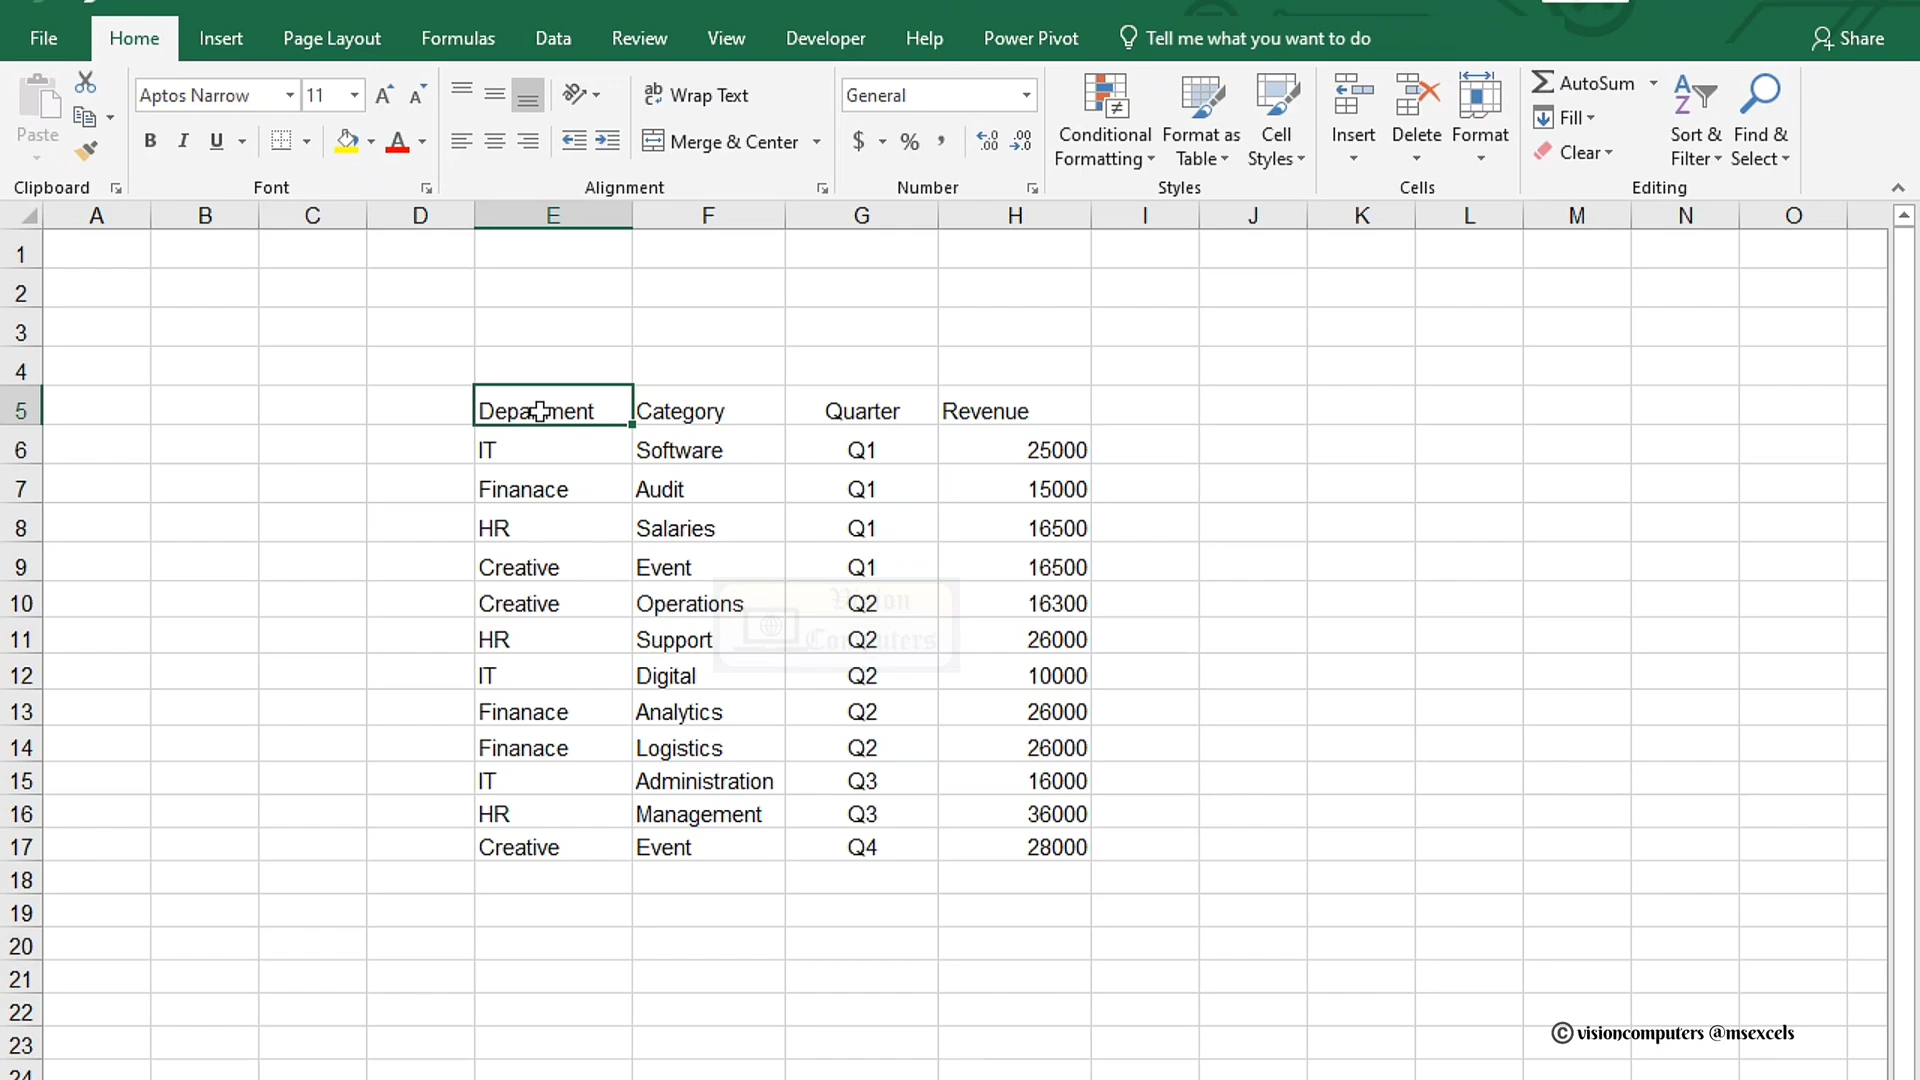 File Home Insert Page Layout Formulas Data Review View Developer Help Power Pivot Tell me what you want to do Share
Paste
Aptos Narrow 11
B I U A
ab Wrap Text
Merge & Center
General
$ % ,
Conditional Formatting
Format as Table
Cell Styles
Insert Delete Format
AutoSum
Fill
Clear
Sort & Filter
Find & Select
Clipboard Font Alignment Number Styles Cells Editing
A B C D E F G H I J K L M N O
1
2
3
4
5 Department Category Quarter Revenue
6 IT Software Q1 25000
7 Finanace Audit Q1 15000
8 HR Salaries Q1 16500
9 Creative Event Q1 16500
10 Creative Operations Q2 16300
11 HR Support Q2 26000
12 IT Digital Q2 10000
13 Finanace Analytics Q2 26000
14 Finanace Logistics Q2 26000
15 IT Administration Q3 16000
16 HR Management Q3 36000
17 Creative Event Q4 28000
18
19
20
21
22
23
24
Vision
Computers
© visioncomputers @msexcels